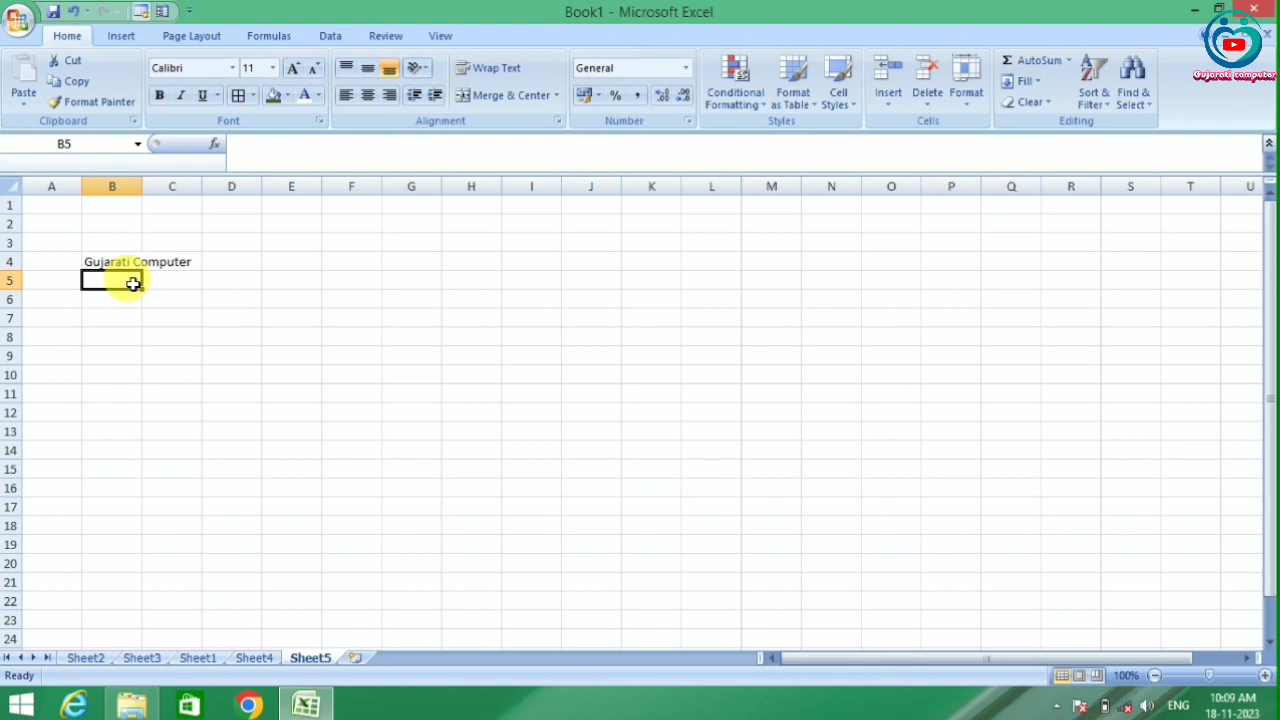 Book1 - Microsoft Excel
Home Insert Page Layout Formulas Data Review View
Gujarati computer
Paste Cut Copy Format Painter Clipboard
Calibri 11 B I U A Font
Wrap Text Merge & Center Alignment
General % , Number
Conditional Formatting Format as Table Cell Styles Styles
Insert Delete Format Cells
Σ AutoSum Fill Clear Sort & Filter Find & Select Editing
B5 fx
A B C D E F G H I J K L M N O P Q R S T U
1
2
3
4 Gujarati Computer
5
6
7
8
9
10
11
12
13
14
15
16
17
18
19
20
21
22
23
24
Sheet2 Sheet3 Sheet1 Sheet4 Sheet5
Ready 100%
ENG 10:09 AM
18-11-2023